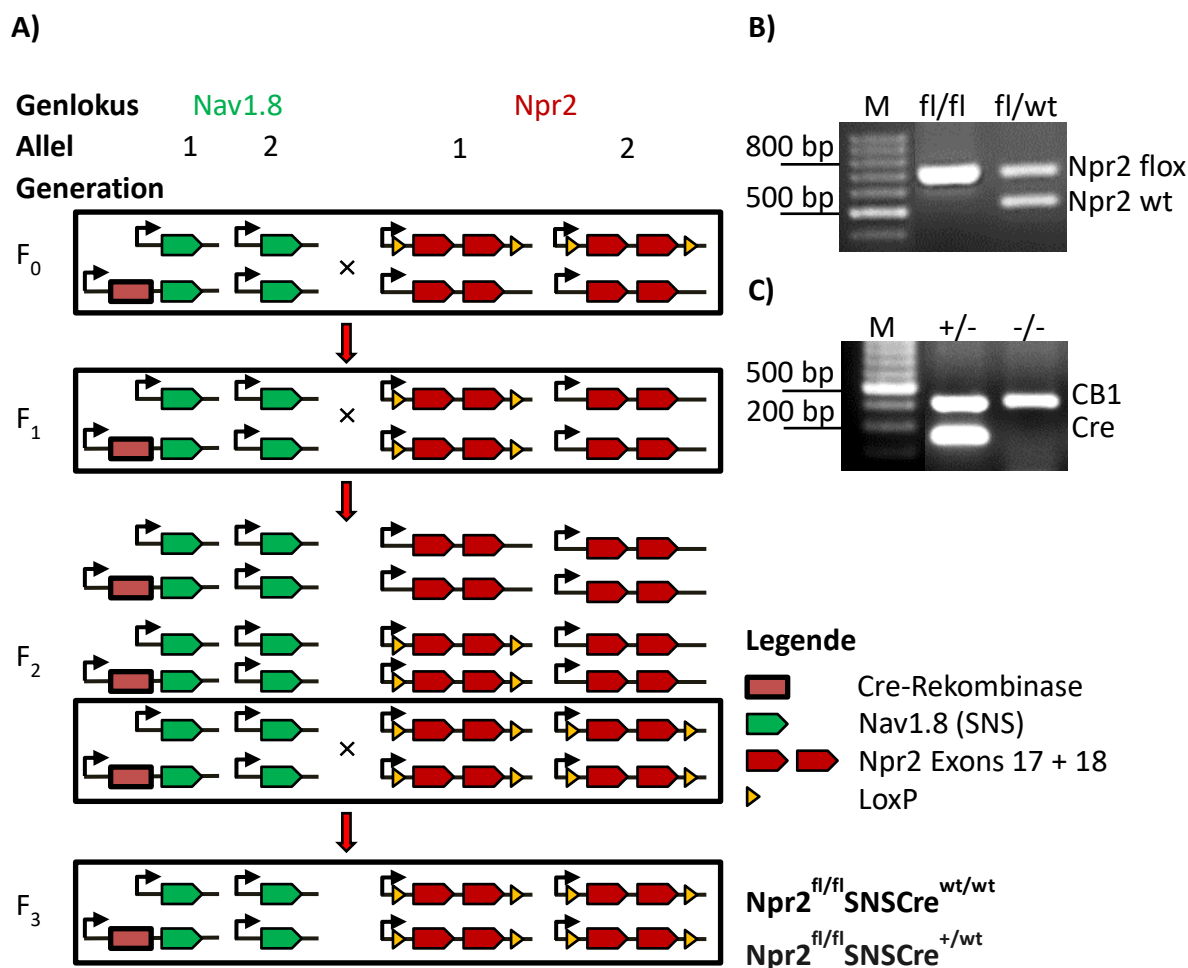 A)
Genlokus Nav1.8 Npr2
Allel 1 2 1 2
Generation
F0 ×
F1 ×
F2
×
F3
B)
M fl/fl fl/wt
800 bp
Npr2 flox
500 bp
Npr2 wt
C)
M +/- -/-
500 bp
CB1
200 bp
Cre
Legende
Cre-Rekombinase
Nav1.8 (SNS)
Npr2 Exons 17 + 18
LoxP
Npr2fl/flSNSCrewt/wt
Npr2fl/flSNSCre+/wt